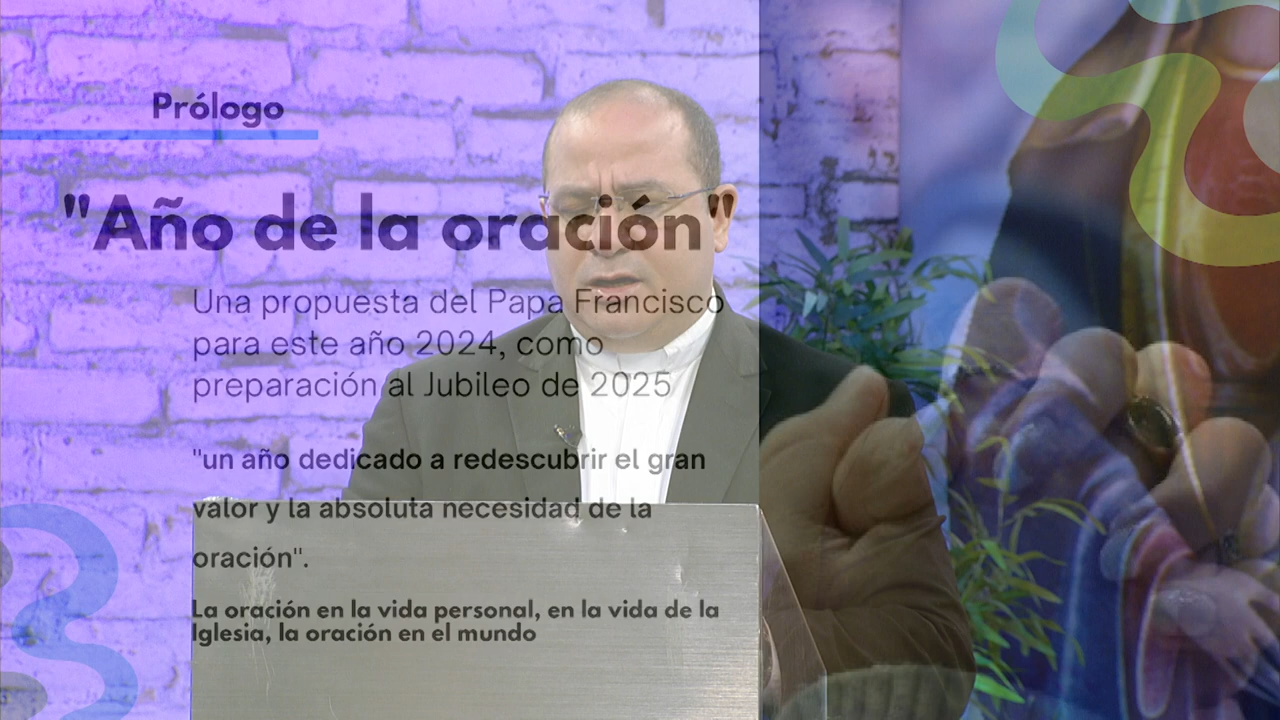 Prólogo
"Año de la oración"
Una propuesta del Papa Francisco
para este año 2024, como
preparación al Jubileo de 2025
"un año dedicado a redescubrir el gran
valor y la absoluta necesidad de la
oración".
La oración en la vida personal, en la vida de la
Iglesia, la oración en el mundo